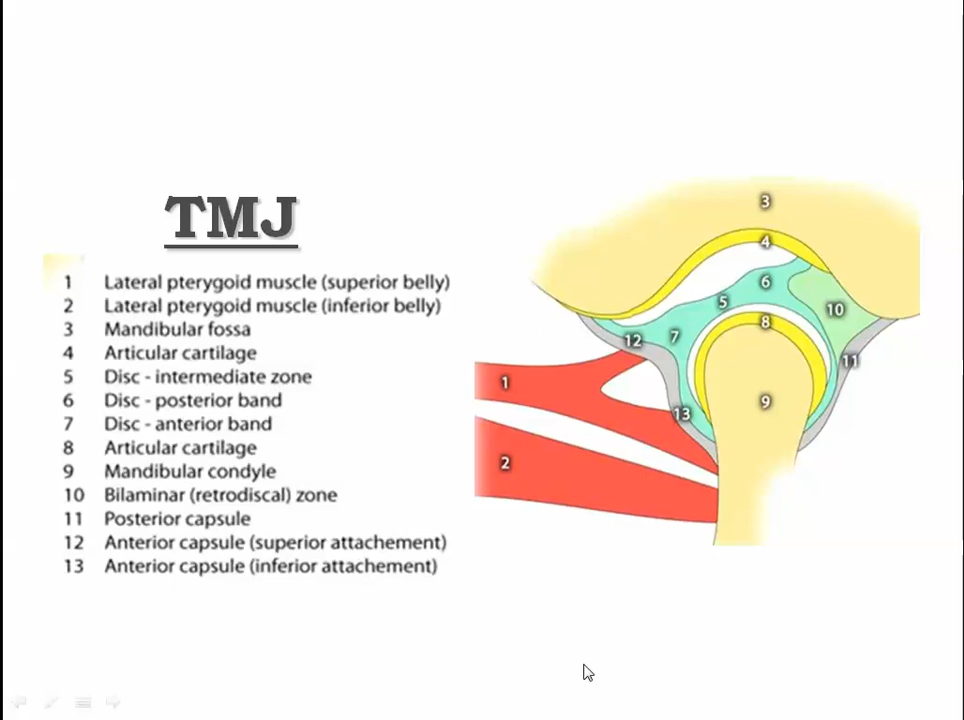 TMJ
1 Lateral pterygoid muscle (superior belly)
2 Lateral pterygoid muscle (inferior belly)
3 Mandibular fossa
4 Articular cartilage
5 Disc - intermediate zone
6 Disc - posterior band
7 Disc - anterior band
8 Articular cartilage
9 Mandibular condyle
10 Bilaminar (retrodiscal) zone
11 Posterior capsule
12 Anterior capsule (superior attachement)
13 Anterior capsule (inferior attachement)
3
4
6
5
10
8
7
12
11
1
9
13
2